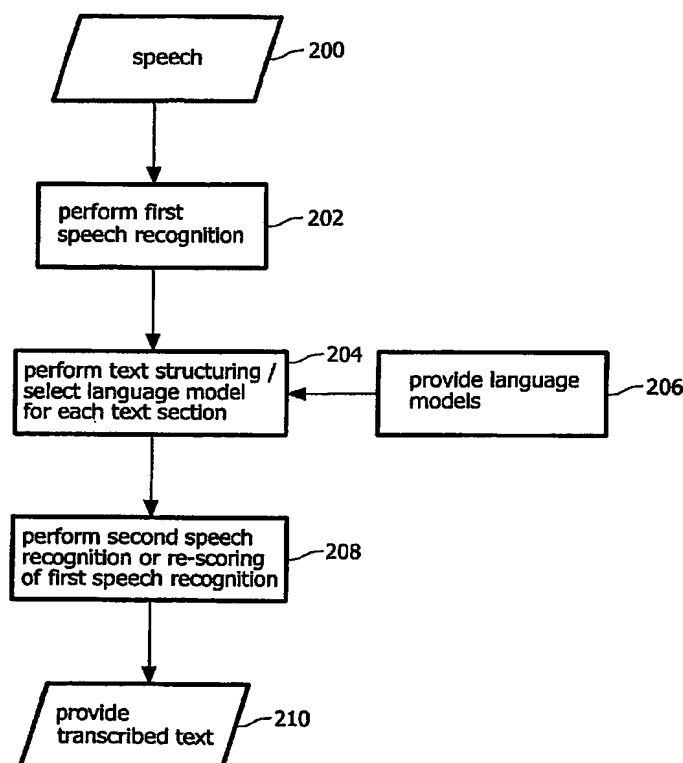 speech
200
perform first
speech recognition
202
perform text structuring /
select language model
for each text section
204
provide language
models
206
perform second speech
recognition or re-scoring
of first speech recognition
208
provide
transcribed text
210